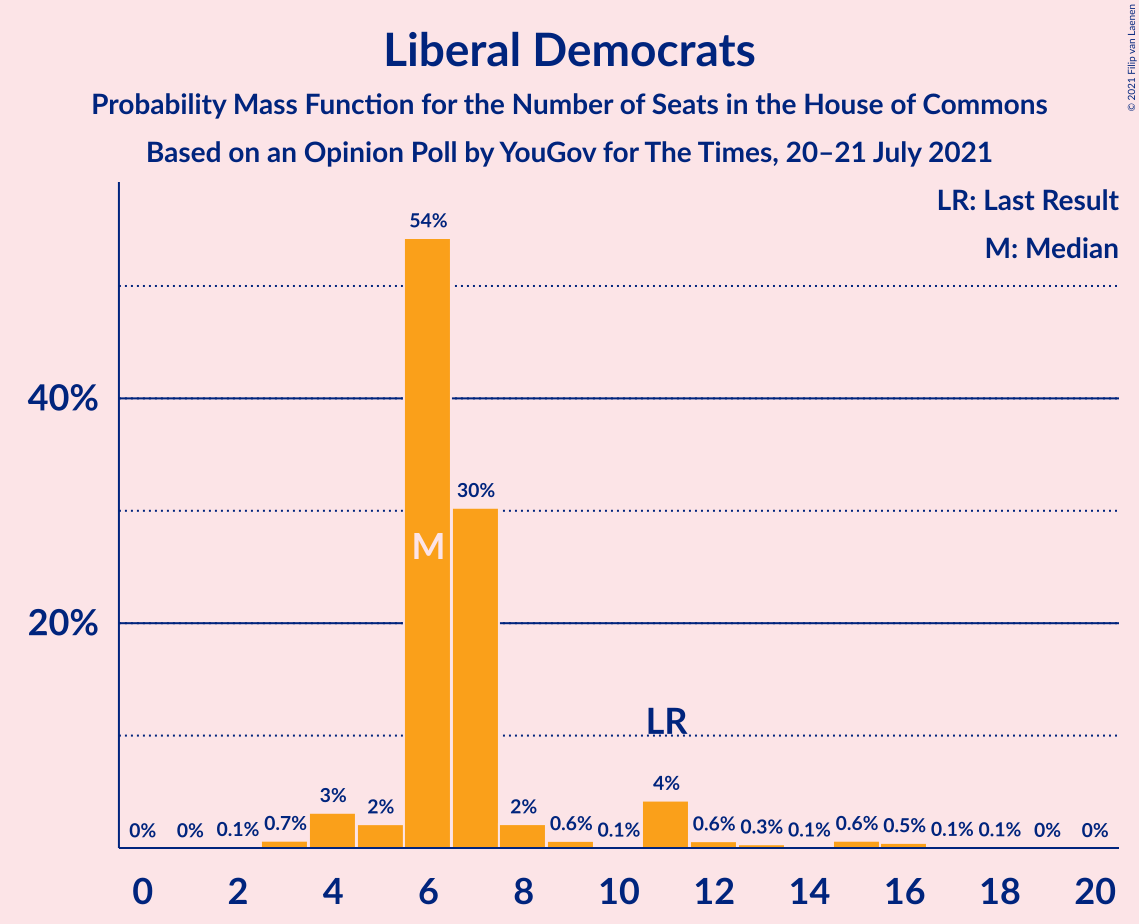 Liberal Democrats
Probability Mass Function for the Number of Seats in the House of Commons
Based on an Opinion Poll by YouGov for The Times, 20–21 July 2021
© 2021 Filip van Laenen
LR: Last Result
M: Median
54%
40%
30%
M
20%
LR
0% 0% 0.1% 0.7% 3% 2% 2% 0.6% 0.1% 4% 0.6% 0.3% 0.1% 0.6% 0.5% 0.1% 0.1% 0% 0%
0 2 4 6 8 10 12 14 16 18 20